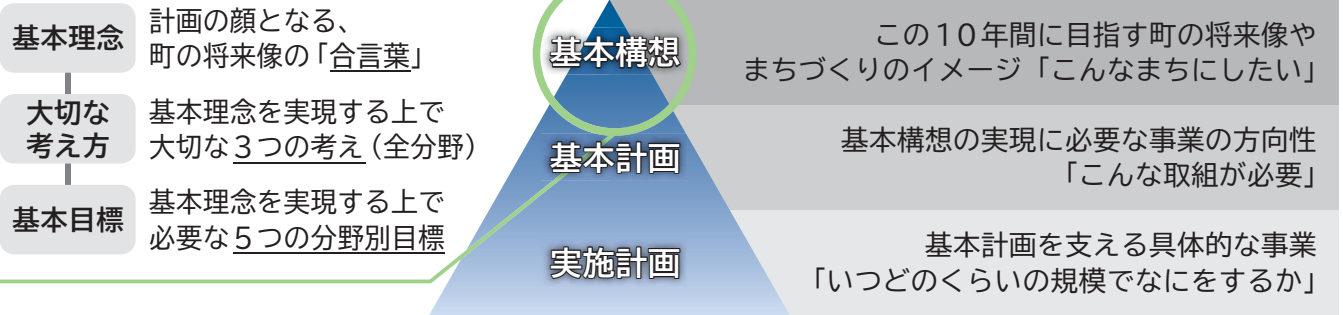 基本理念
計画の顔となる、
町の将来像の「合言葉」
大切な
考え方
基本理念を実現する上で
大切な３つの考え（全分野）
基本目標
基本理念を実現する上で
必要な５つの分野別目標
基本構想
この１０年間に目指す町の将来像や
まちづくりのイメージ「こんなまちにしたい」
基本計画
基本構想の実現に必要な事業の方向性
「こんな取組が必要」
実施計画
基本計画を支える具体的な事業
「いつどのくらいの規模でなにをするか」